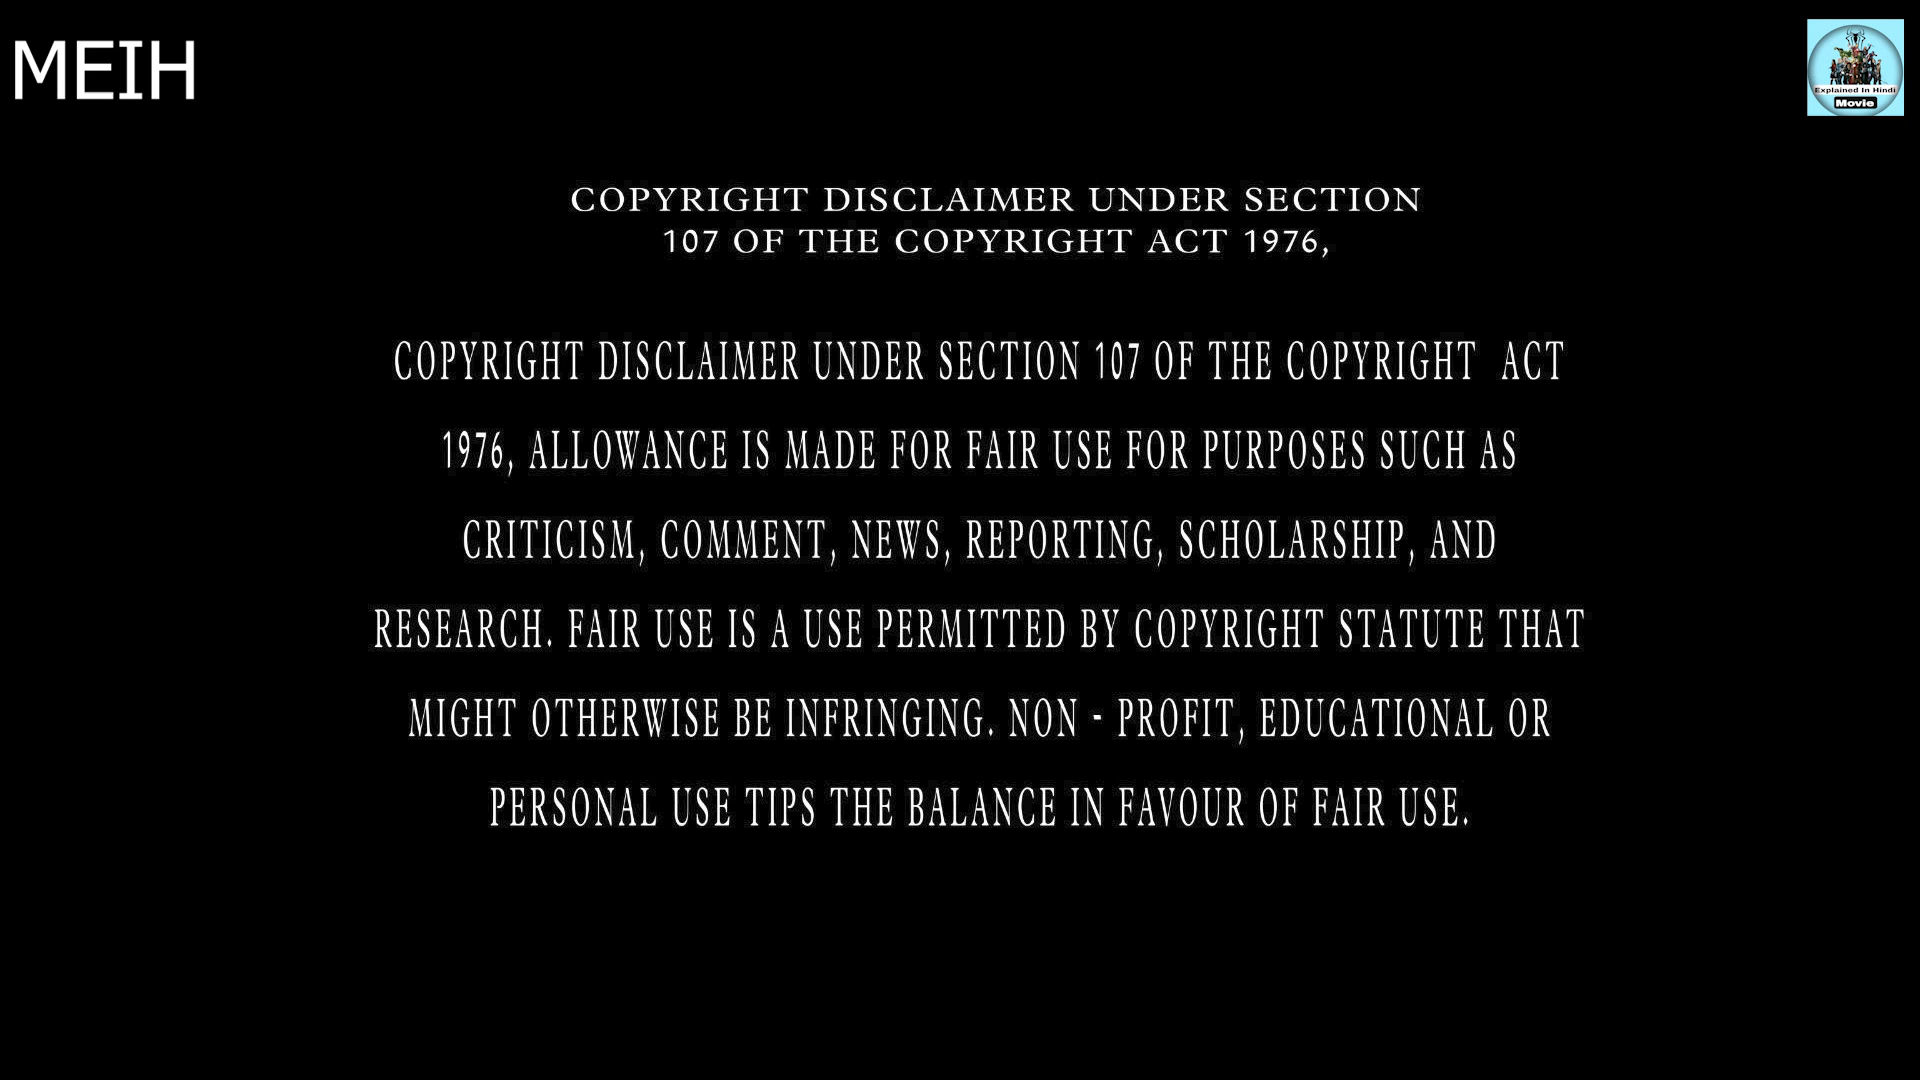 MEIH
Explained In Hindi
Movie
COPYRIGHT DISCLAIMER UNDER SECTION
107 OF THE COPYRIGHT ACT 1976,
COPYRIGHT DISCLAIMER UNDER SECTION 107 OF THE COPYRIGHT ACT
1976, ALLOWANCE IS MADE FOR FAIR USE FOR PURPOSES SUCH AS
CRITICISM, COMMENT, NEWS, REPORTING, SCHOLARSHIP, AND
RESEARCH. FAIR USE IS A USE PERMITTED BY COPYRIGHT STATUTE THAT
MIGHT OTHERWISE BE INFRINGING. NON - PROFIT, EDUCATIONAL OR
PERSONAL USE TIPS THE BALANCE IN FAVOUR OF FAIR USE.